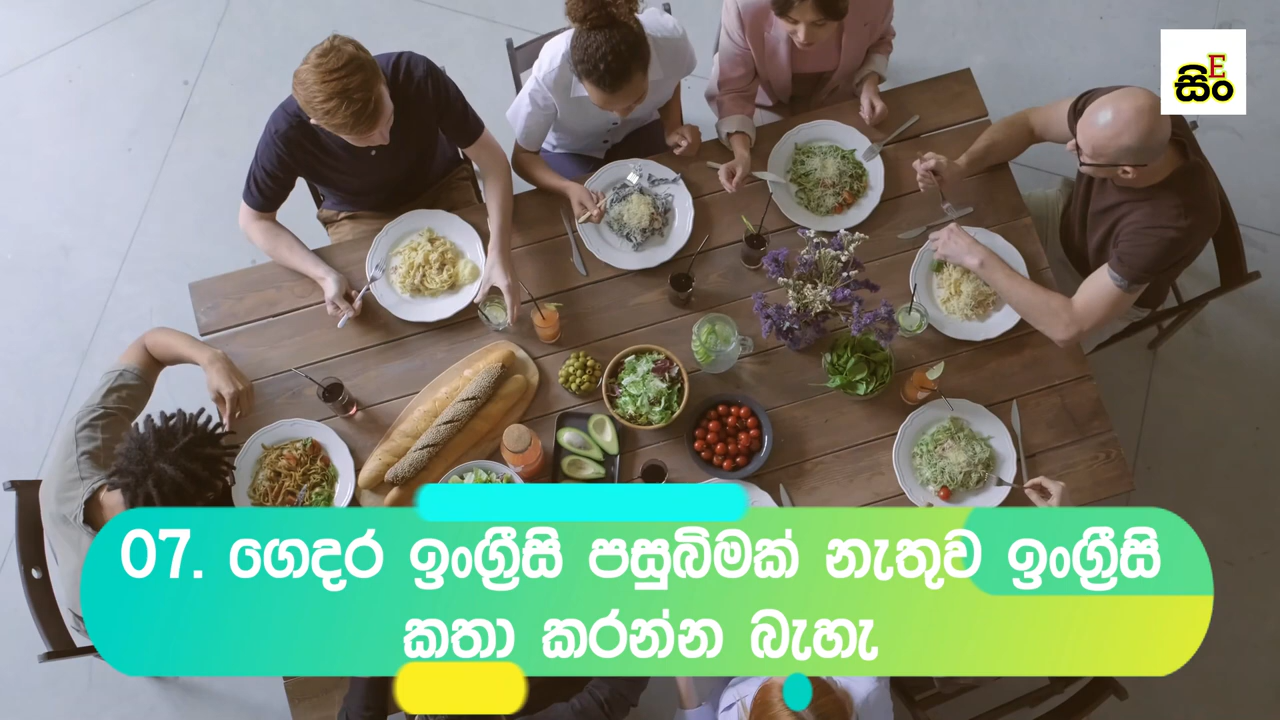 සිං
E
07. ගෙදර ඉංග්‍රීසි පසුබිමක් නැතුව ඉංග්‍රීසි
කතා කරන්න බැහැ